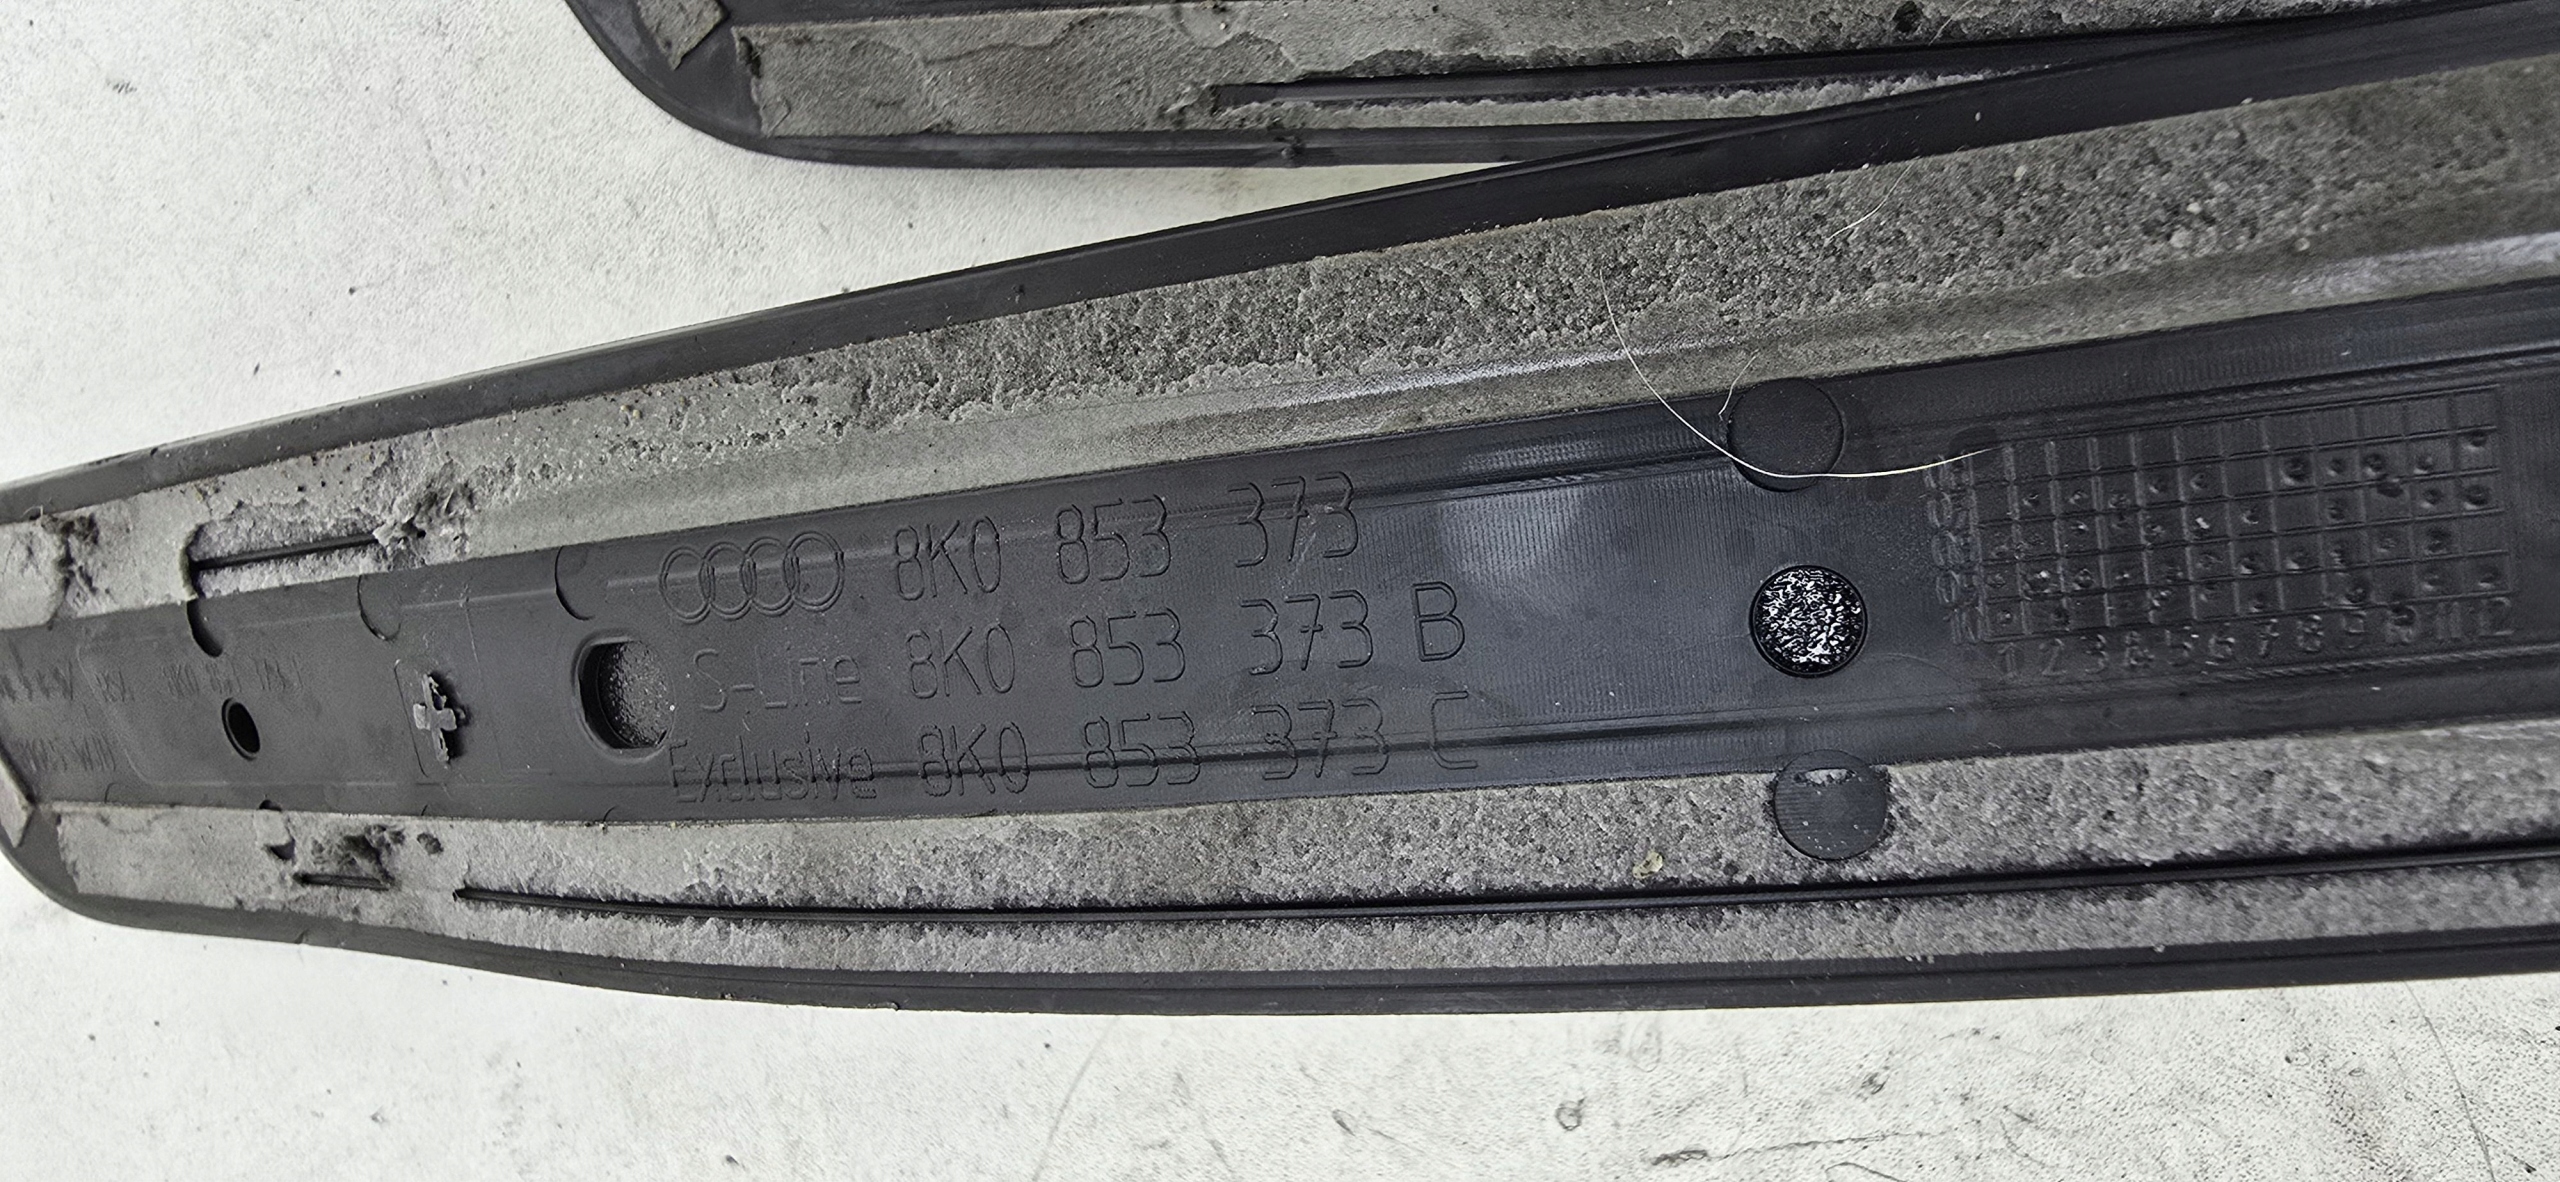 8K0 853 373
S-Line 8K0 853 373 B
Exclusive 8K0 853 373 C
1 2 3 4 5 6 7 8 9 10 11 12